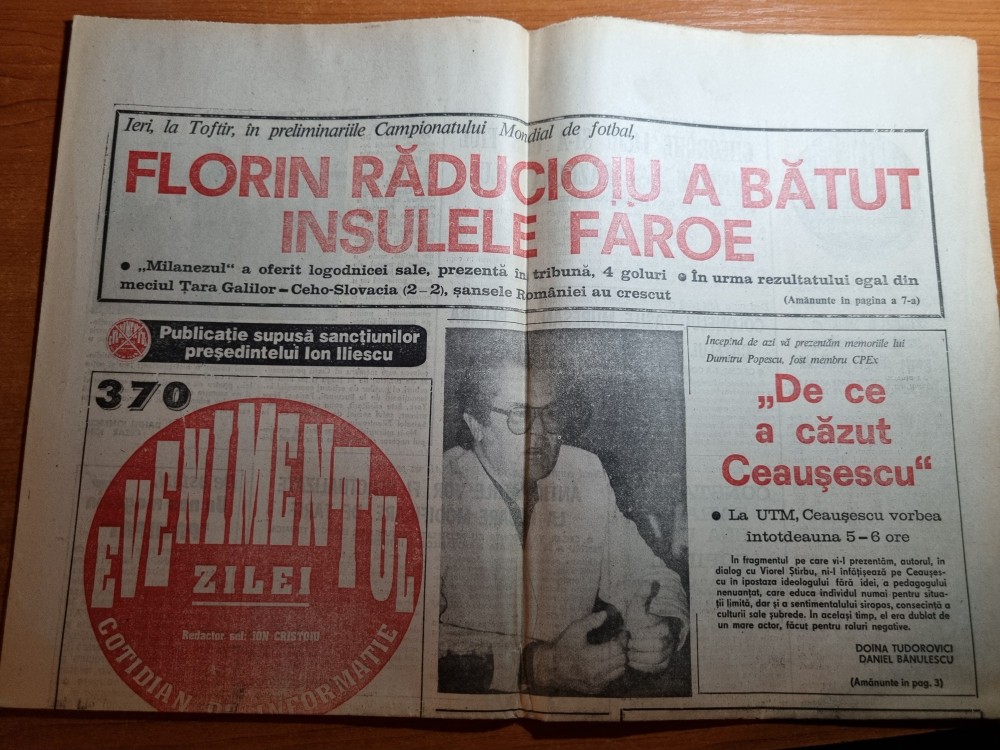 Ieri, la Toftir, în preliminariile Campionatului Mondial de fotbal,
FLORIN RĂDUCIOIU A BĂTUT
INSULELE FĂROE
● „Milanezul“ a oferit logodnicei sale, prezentă în tribună, 4 goluri ● În urma rezultatului egal din
meciul Țara Galilor – Ceho-Slovacia (2–2), șansele României au crescut
(Amănunte în pagina a 7-a)
Publicație supusă sancțiunilor
președintelui Ion Iliescu
370
EVENIMENTUL
ZILEI
Redactor șef: ION CRISTOIU
COTIDIAN DE INFORMAȚIE
Începînd de azi vă prezentăm memoriile lui
Dumitru Popescu, fost membru CPEx
„De ce
a căzut
Ceaușescu“
● La UTM, Ceaușescu vorbea
întotdeauna 5–6 ore
În fragmentul pe care vi-l prezentăm, autorul, în
dialog cu Viorel Știrbu, ni-l înfățișează pe Ceaușes-
cu în ipostaza ideologului fără idei, a pedagogului
nenuanțat, care educa individul numai pentru situa-
ții limită, dar și a sentimentalului siropos, consecință a
culturii sale șubrede. În același timp, el era dublat de
un mare actor, făcut pentru roluri negative.
DOINA TUDOROVICI
DANIEL BĂNULESCU
(Amănunte în pag. 3)